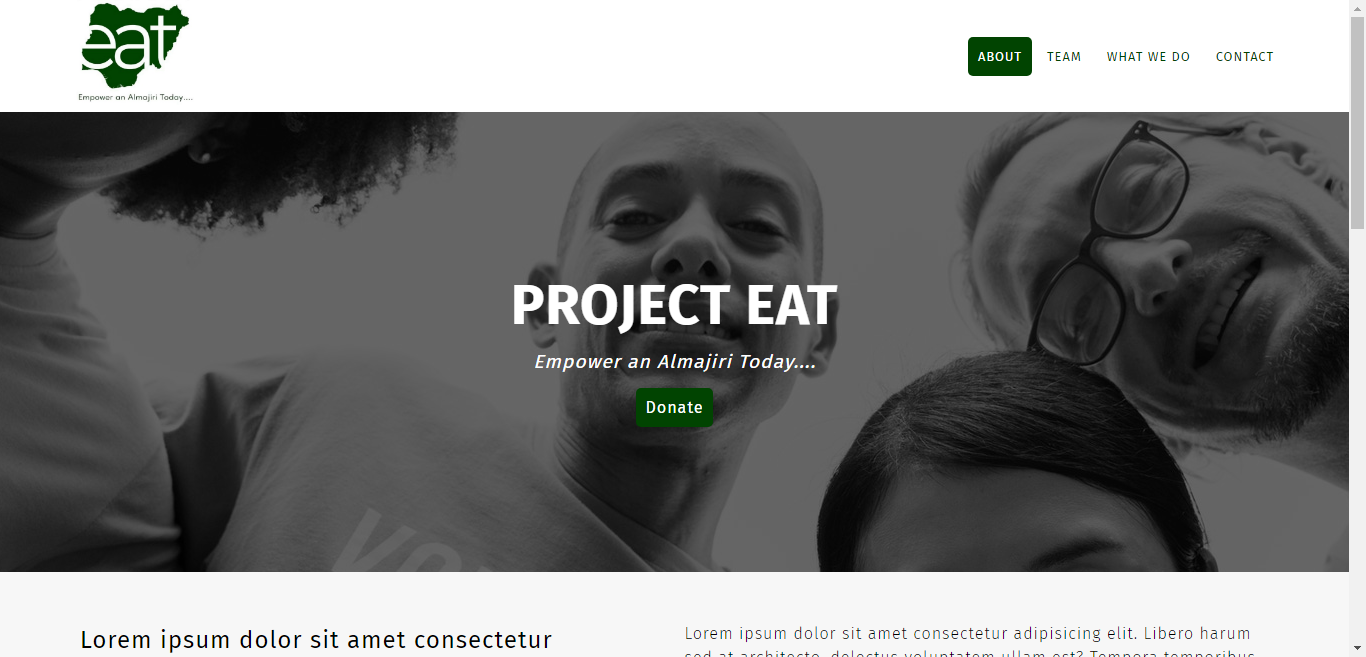 eat
Empower an Almajiri Today....
ABOUT TEAM WHAT WE DO CONTACT
PROJECT EAT
Empower an Almajiri Today....
Donate
Lorem ipsum dolor sit amet consectetur
Lorem ipsum dolor sit amet consectetur adipisicing elit. Libero harum
sed at architecto, delectus voluptatem ullam est? Tempora temporibus